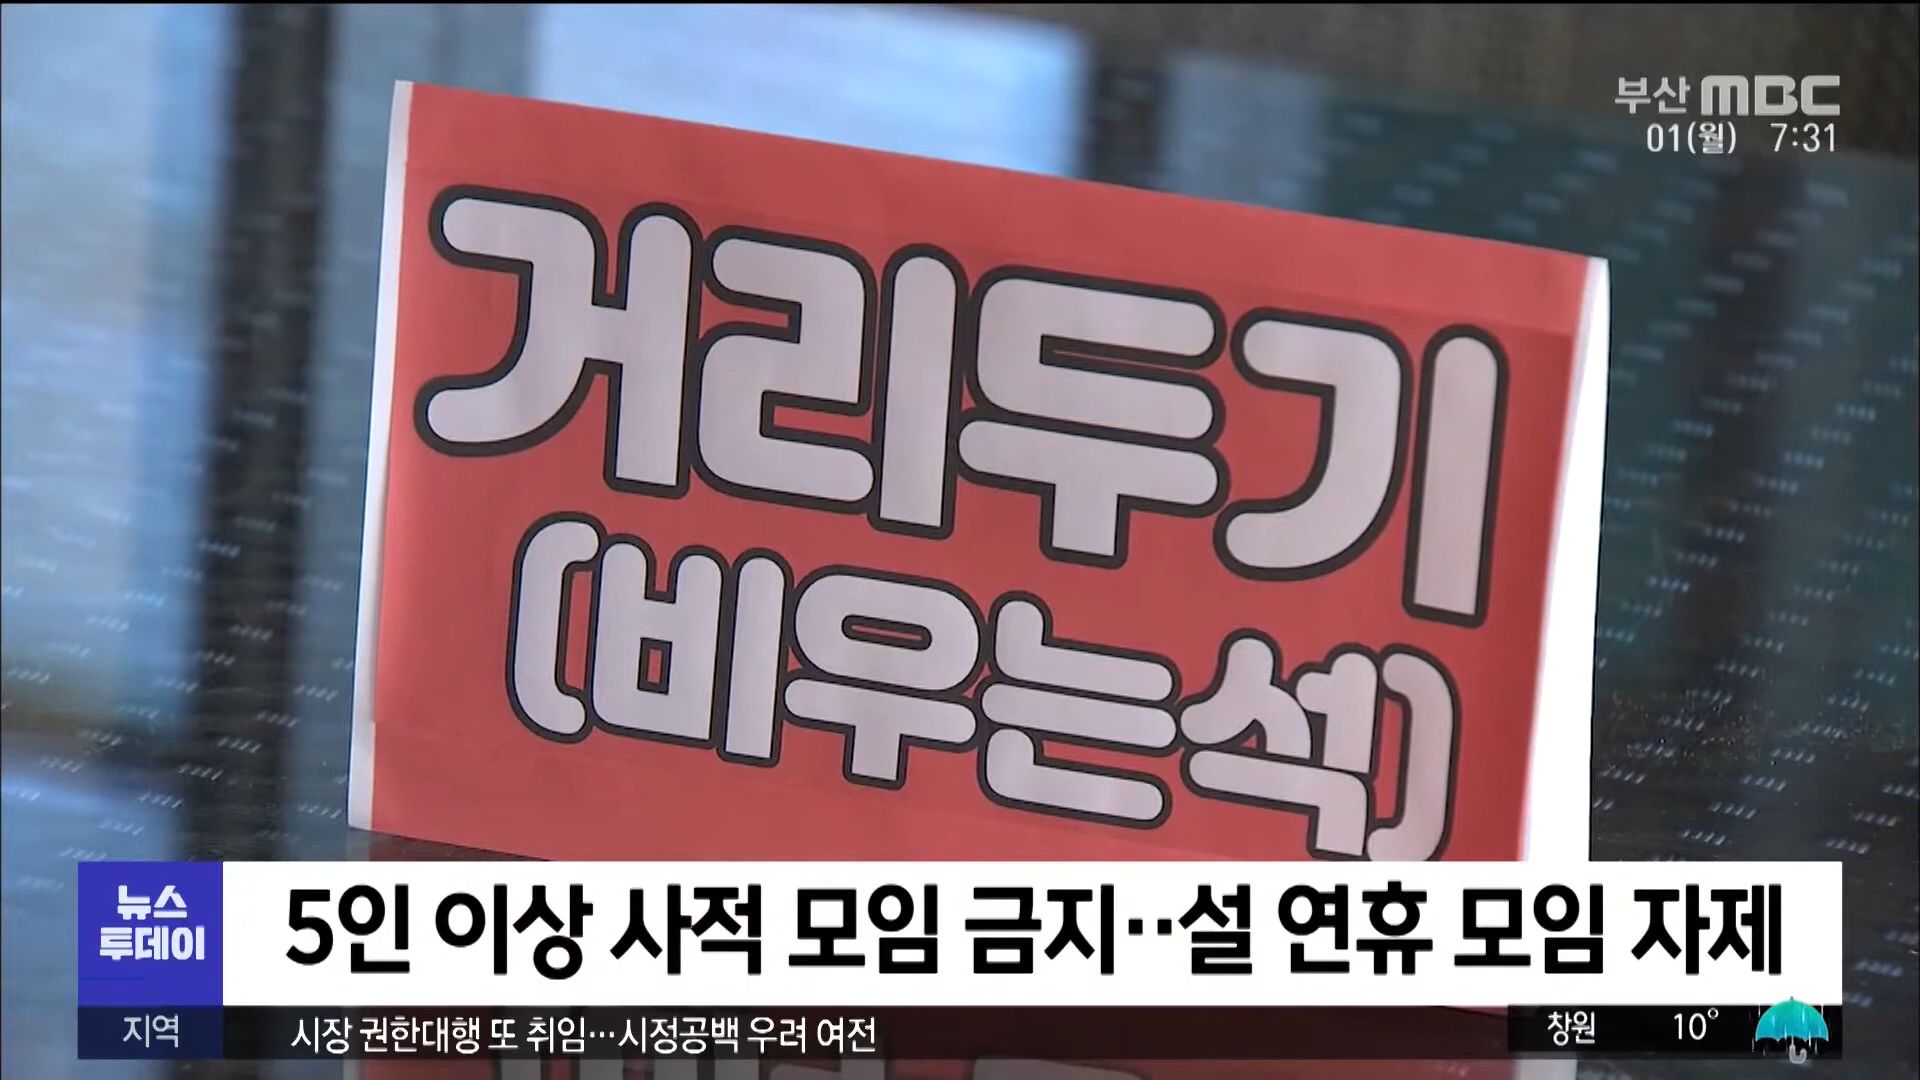 부산 MBC
01(월) 7:31
거리두기
(비우는석)
뉴스
투데이
5인 이상 사적 모임 금지··설 연휴 모임 자제
지역
시장 권한대행 또 취임···시정공백 우려 여전
창원 10°